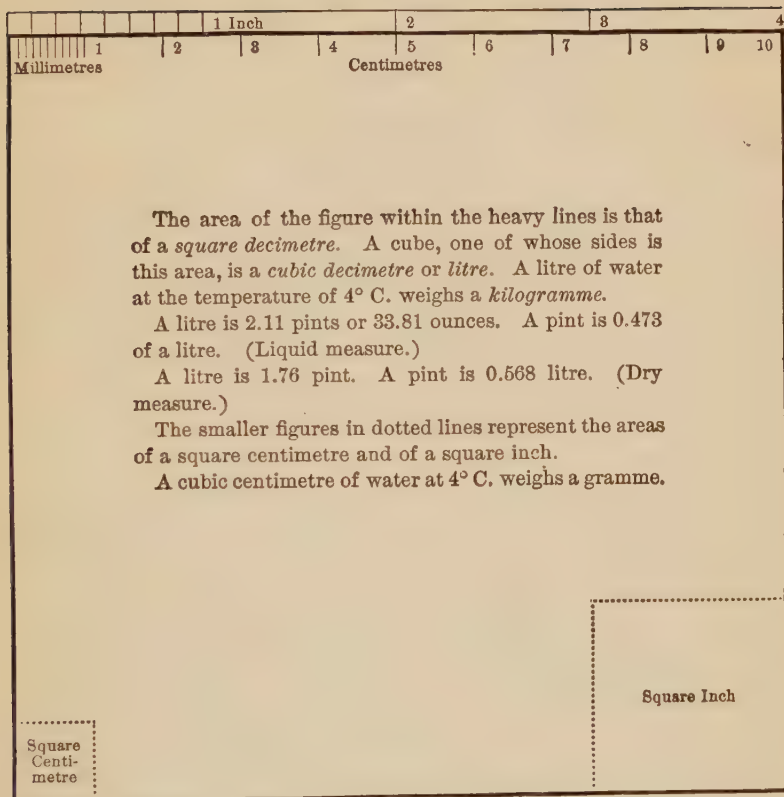 1 Inch 2 3 4
1 2 3 4 5 6 7 8 9 10
Millimetres Centimetres
The area of the figure within the heavy lines is that
of a square decimetre. A cube, one of whose sides is
this area, is a cubic decimetre or litre. A litre of water
at the temperature of 4° C. weighs a kilogramme.
A litre is 2.11 pints or 33.81 ounces. A pint is 0.473
of a litre. (Liquid measure.)
A litre is 1.76 pint. A pint is 0.568 litre. (Dry
measure.)
The smaller figures in dotted lines represent the areas
of a square centimetre and of a square inch.
A cubic centimetre of water at 4° C. weighs a gramme.
Square Inch
Square
Centi-
metre